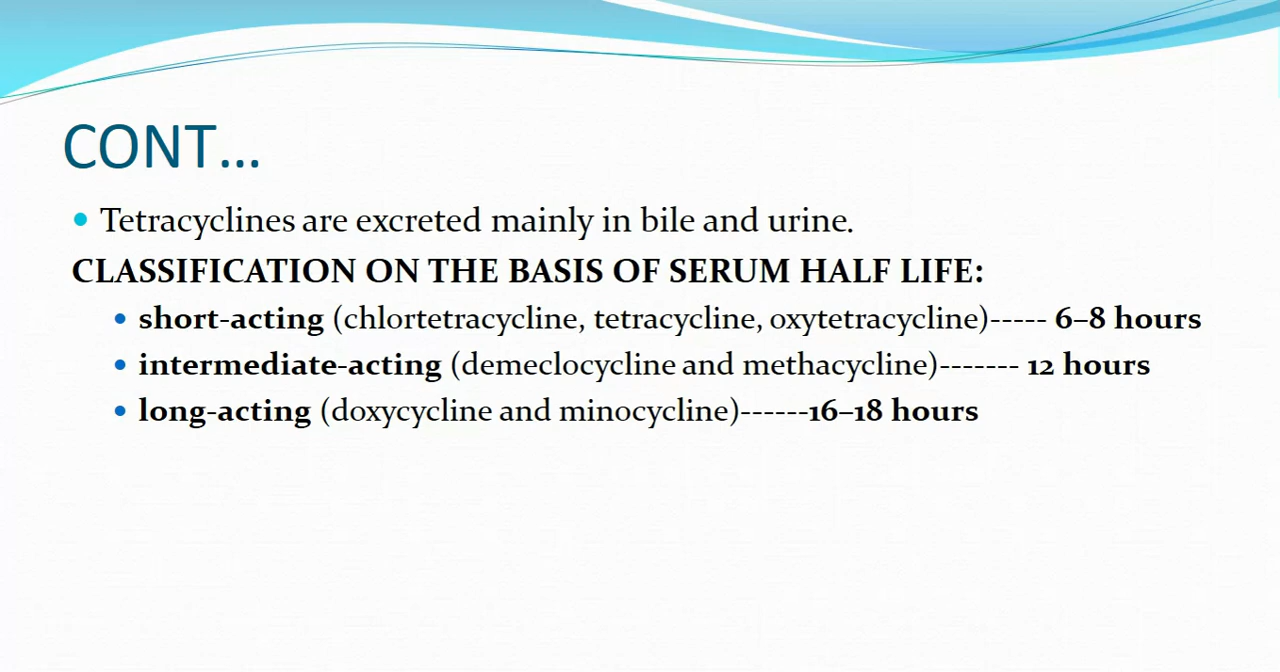 CONT...
Tetracyclines are excreted mainly in bile and urine.
CLASSIFICATION ON THE BASIS OF SERUM HALF LIFE:
short-acting (chlortetracycline, tetracycline, oxytetracycline)----- 6–8 hours
intermediate-acting (demeclocycline and methacycline)------- 12 hours
long-acting (doxycycline and minocycline)------16–18 hours